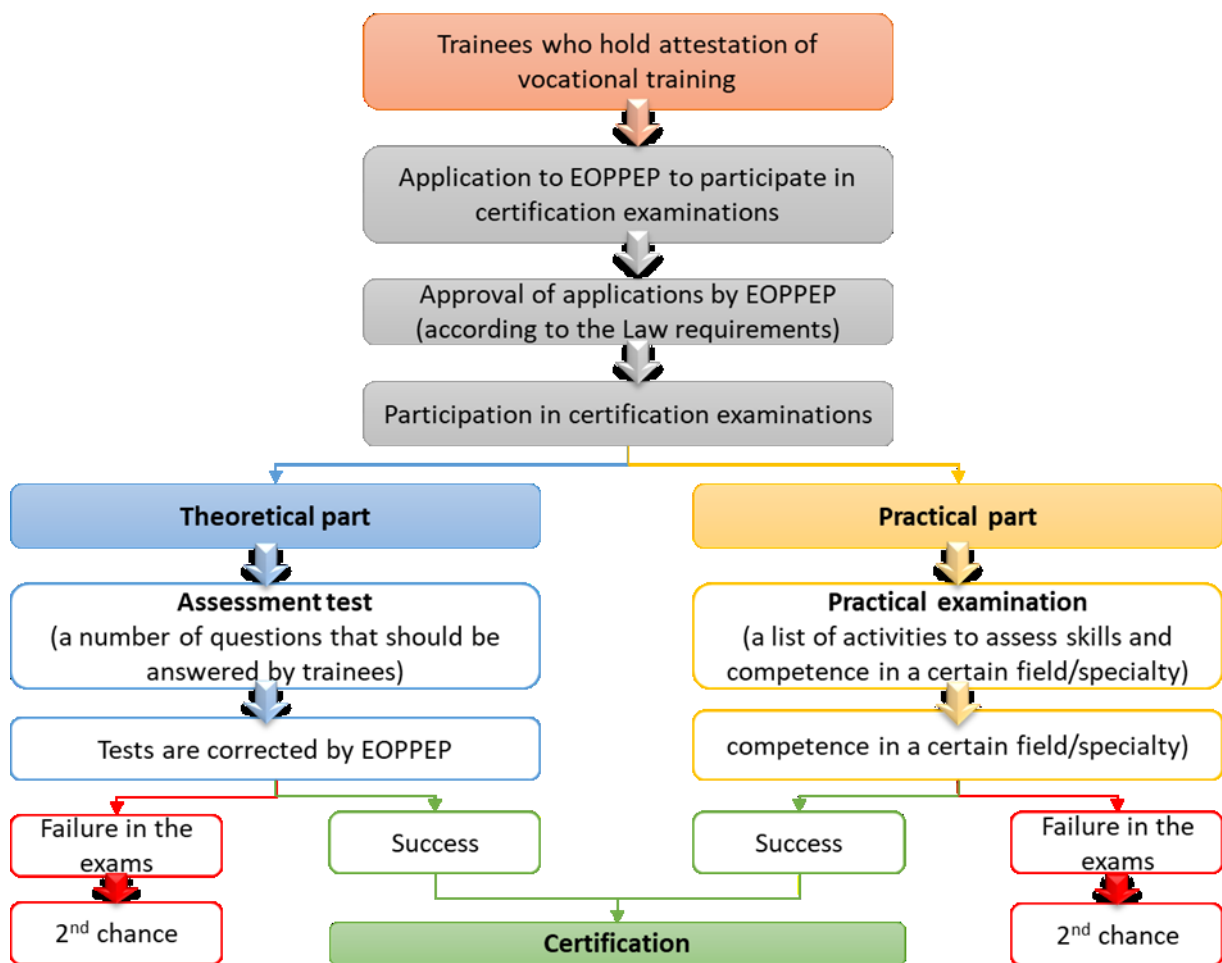 Trainees who hold attestation of
vocational training
Application to EOPPEP to participate in
certification examinations
Approval of applications by EOPPEP
(according to the Law requirements)
Participation in certification examinations
Theoretical part
Practical part
Assessment test
(a number of questions that should be
answered by trainees)
Practical examination
(a list of activities to assess skills and
competence in a certain field/specialty)
Tests are corrected by EOPPEP
competence in a certain field/specialty)
Failure in the
exams
Success
Success
Failure in the
exams
2nd chance
Certification
2nd chance